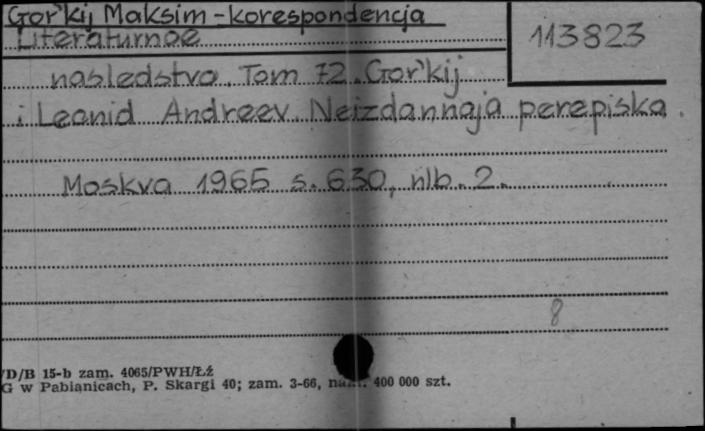 Gor'kij Maksim - korespondencja
Literaturnoe 113823
nasledstvo. Tom 72. Gor'kij
i Leonid Andreev. Neizdannaja perepiska.
Moskva 1965 s. 630, nlb. 2.
8
/D/B 15-b zam. 4065/PWH/Łź
G w Pabianicach, P. Skargi 40; zam. 3-66, 400 000 szt.